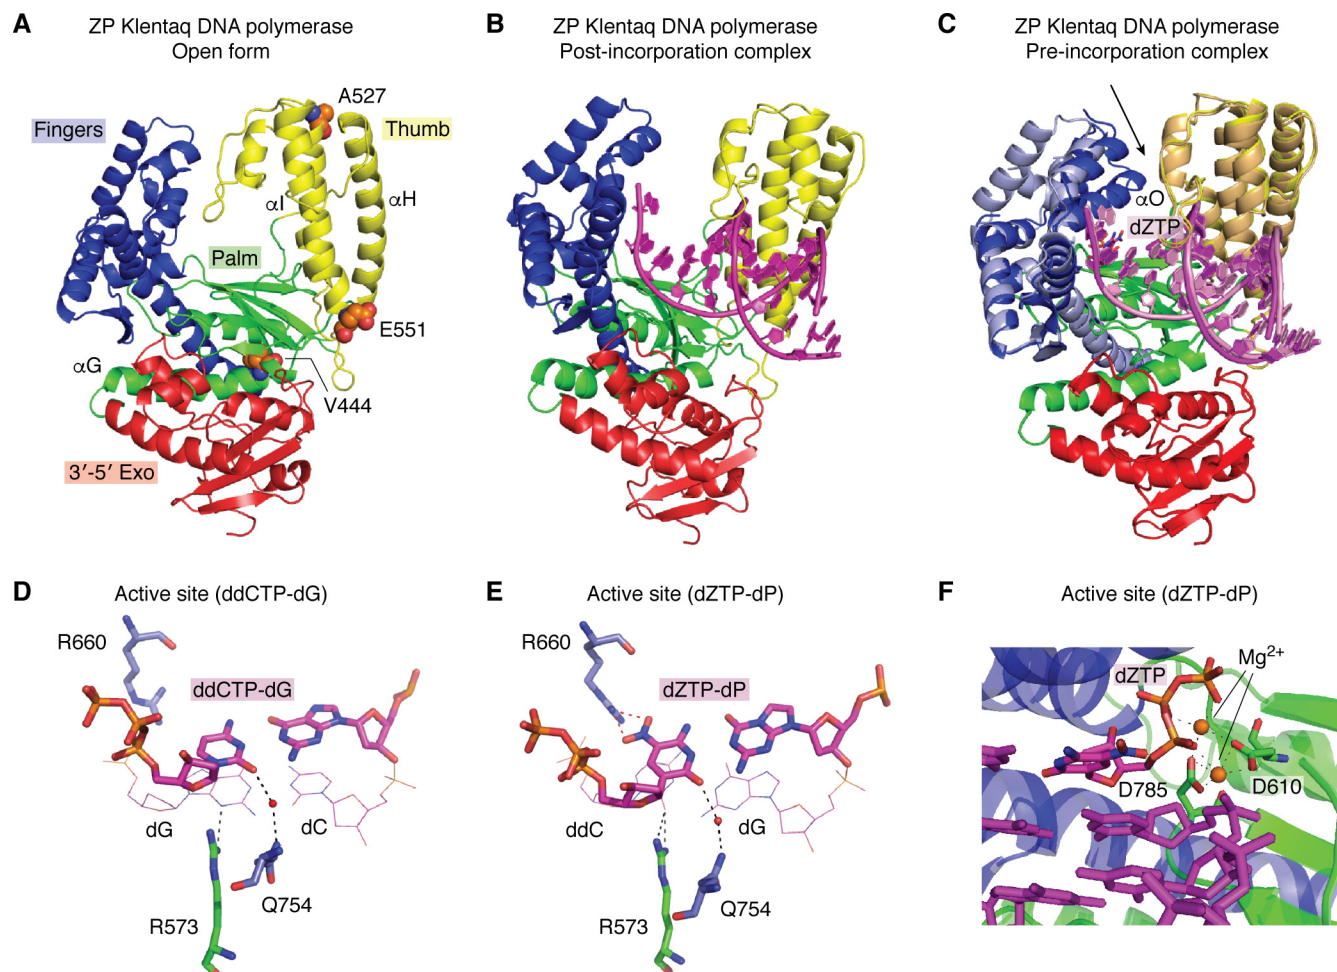 A
ZP Klentaq DNA polymerase
Open form
B
ZP Klentaq DNA polymerase
Post-incorporation complex
C
ZP Klentaq DNA polymerase
Pre-incorporation complex
A527
Fingers
Thumb
αI
αH
Palm
E551
αG
V444
3′-5′ Exo
αO
dZTP
D
Active site (ddCTP-dG)
R660
ddCTP-dG
dG
dC
Q754
R573
E
Active site (dZTP-dP)
R660
dZTP-dP
ddC
dG
Q754
R573
F
Active site (dZTP-dP)
dZTP
Mg2+
D785
D610